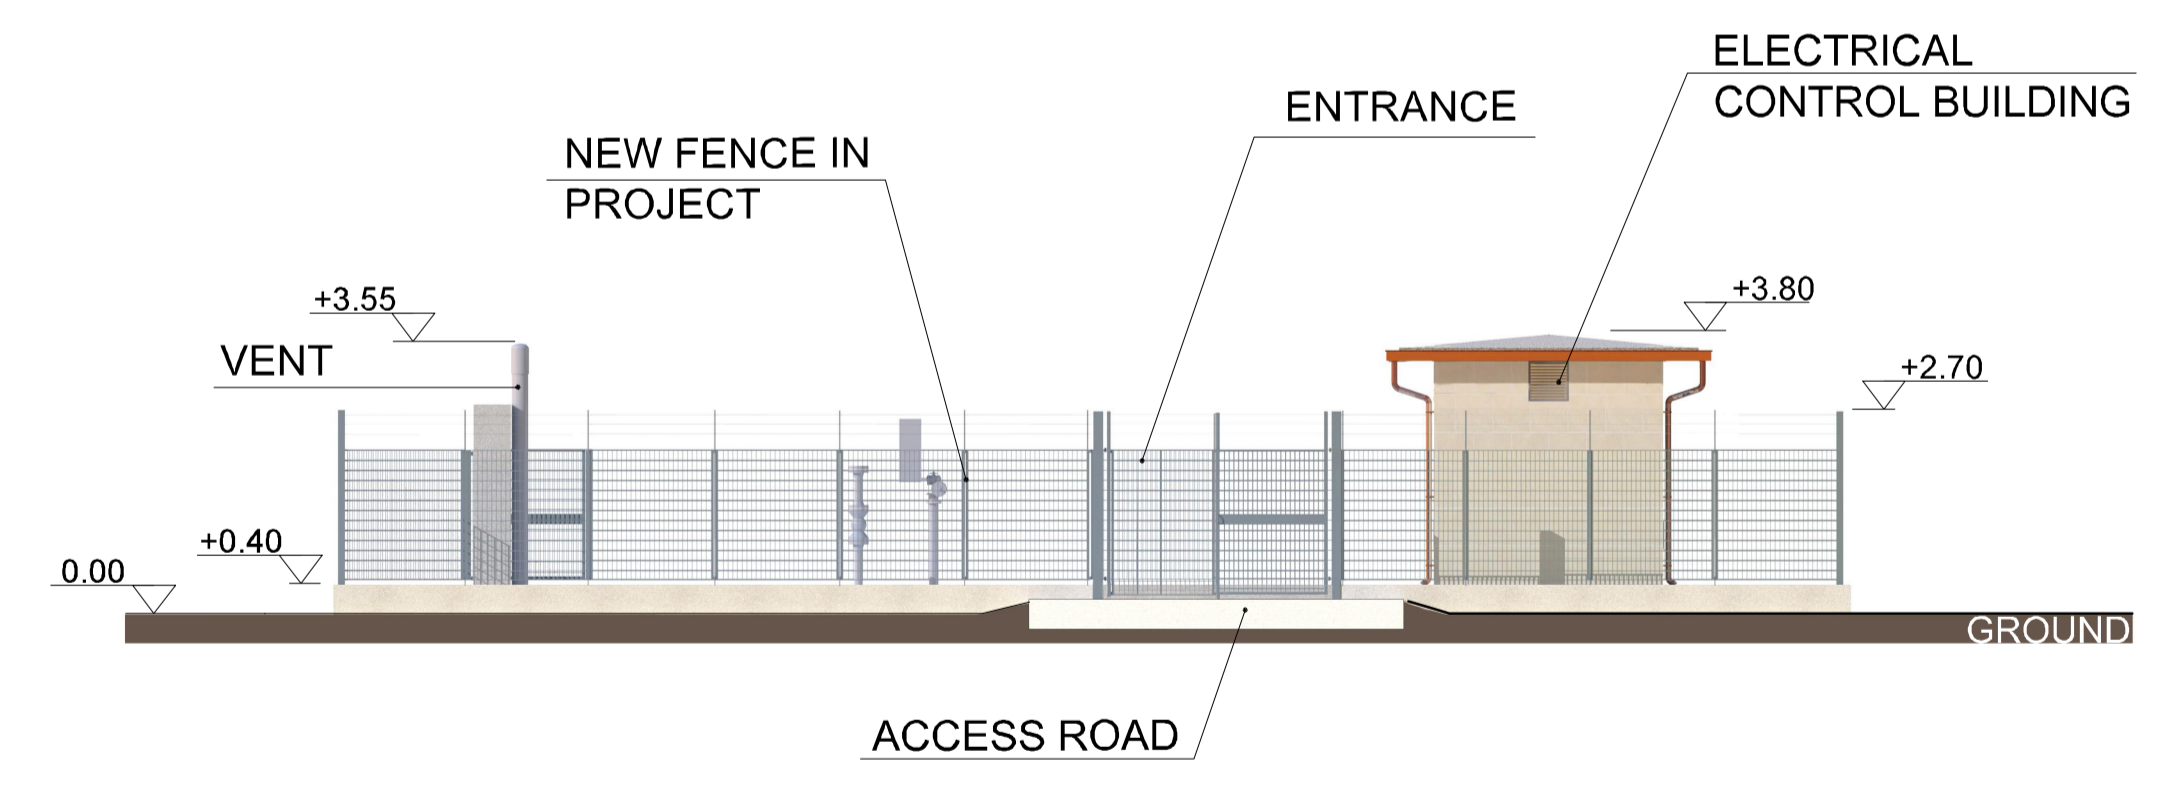 ELECTRICAL
CONTROL BUILDING
ENTRANCE
NEW FENCE IN
PROJECT
+3.55
+3.80
VENT
+2.70
+0.40
0.00
GROUND
ACCESS ROAD